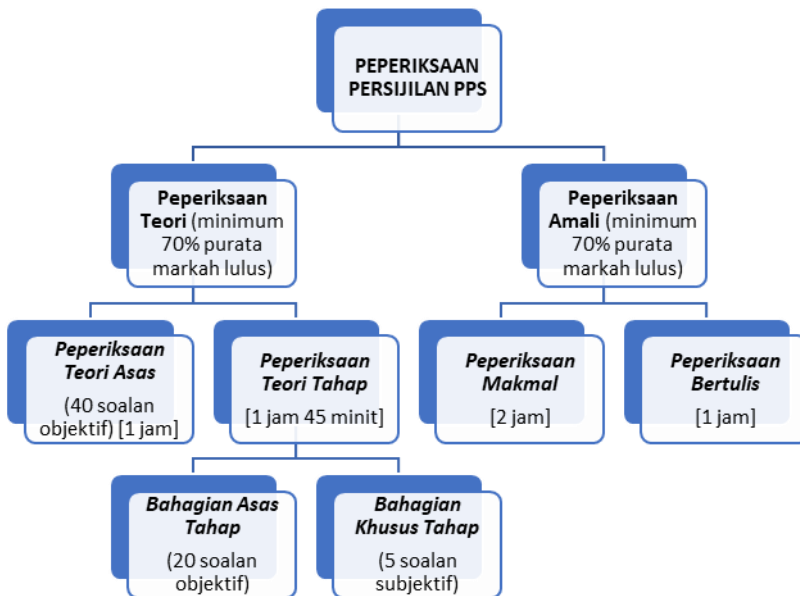 PEPERIKSAAN
PERSIJILAN PPS
Peperiksaan
Teori (minimum
70% purata
markah lulus)
Peperiksaan
Amali (minimum
70% purata
markah lulus)
Peperiksaan
Teori Asas
(40 soalan
objektif) [1 jam]
Peperiksaan
Teori Tahap
[1 jam 45 minit]
Peperiksaan
Makmal
[2 jam]
Peperiksaan
Bertulis
[1 jam]
Bahagian Asas
Tahap
(20 soalan
objektif)
Bahagian
Khusus Tahap
(5 soalan
subjektif)